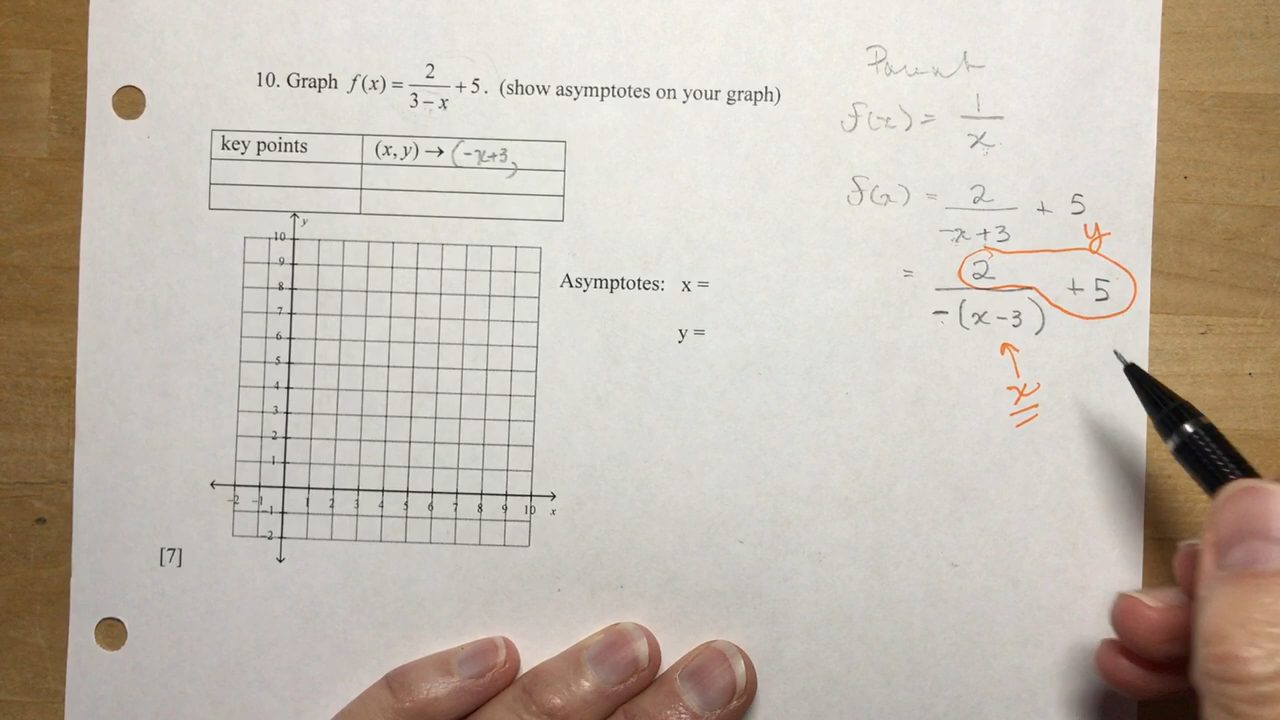 10. Graph f(x) = 2/(3 − x) + 5. (show asymptotes on your graph)
key points (x, y) → (-x+3,
y
10
9
8
7
6
5
4
3
2
1
-2 -1 1 2 3 4 5 6 7 8 9 10 x
-1
-2
[7]
Asymptotes: x =
y =
Parent
f(x) = 1/x
f(x) = 2/(-x+3) + 5
y
= 2/(-(x-3)) + 5
x